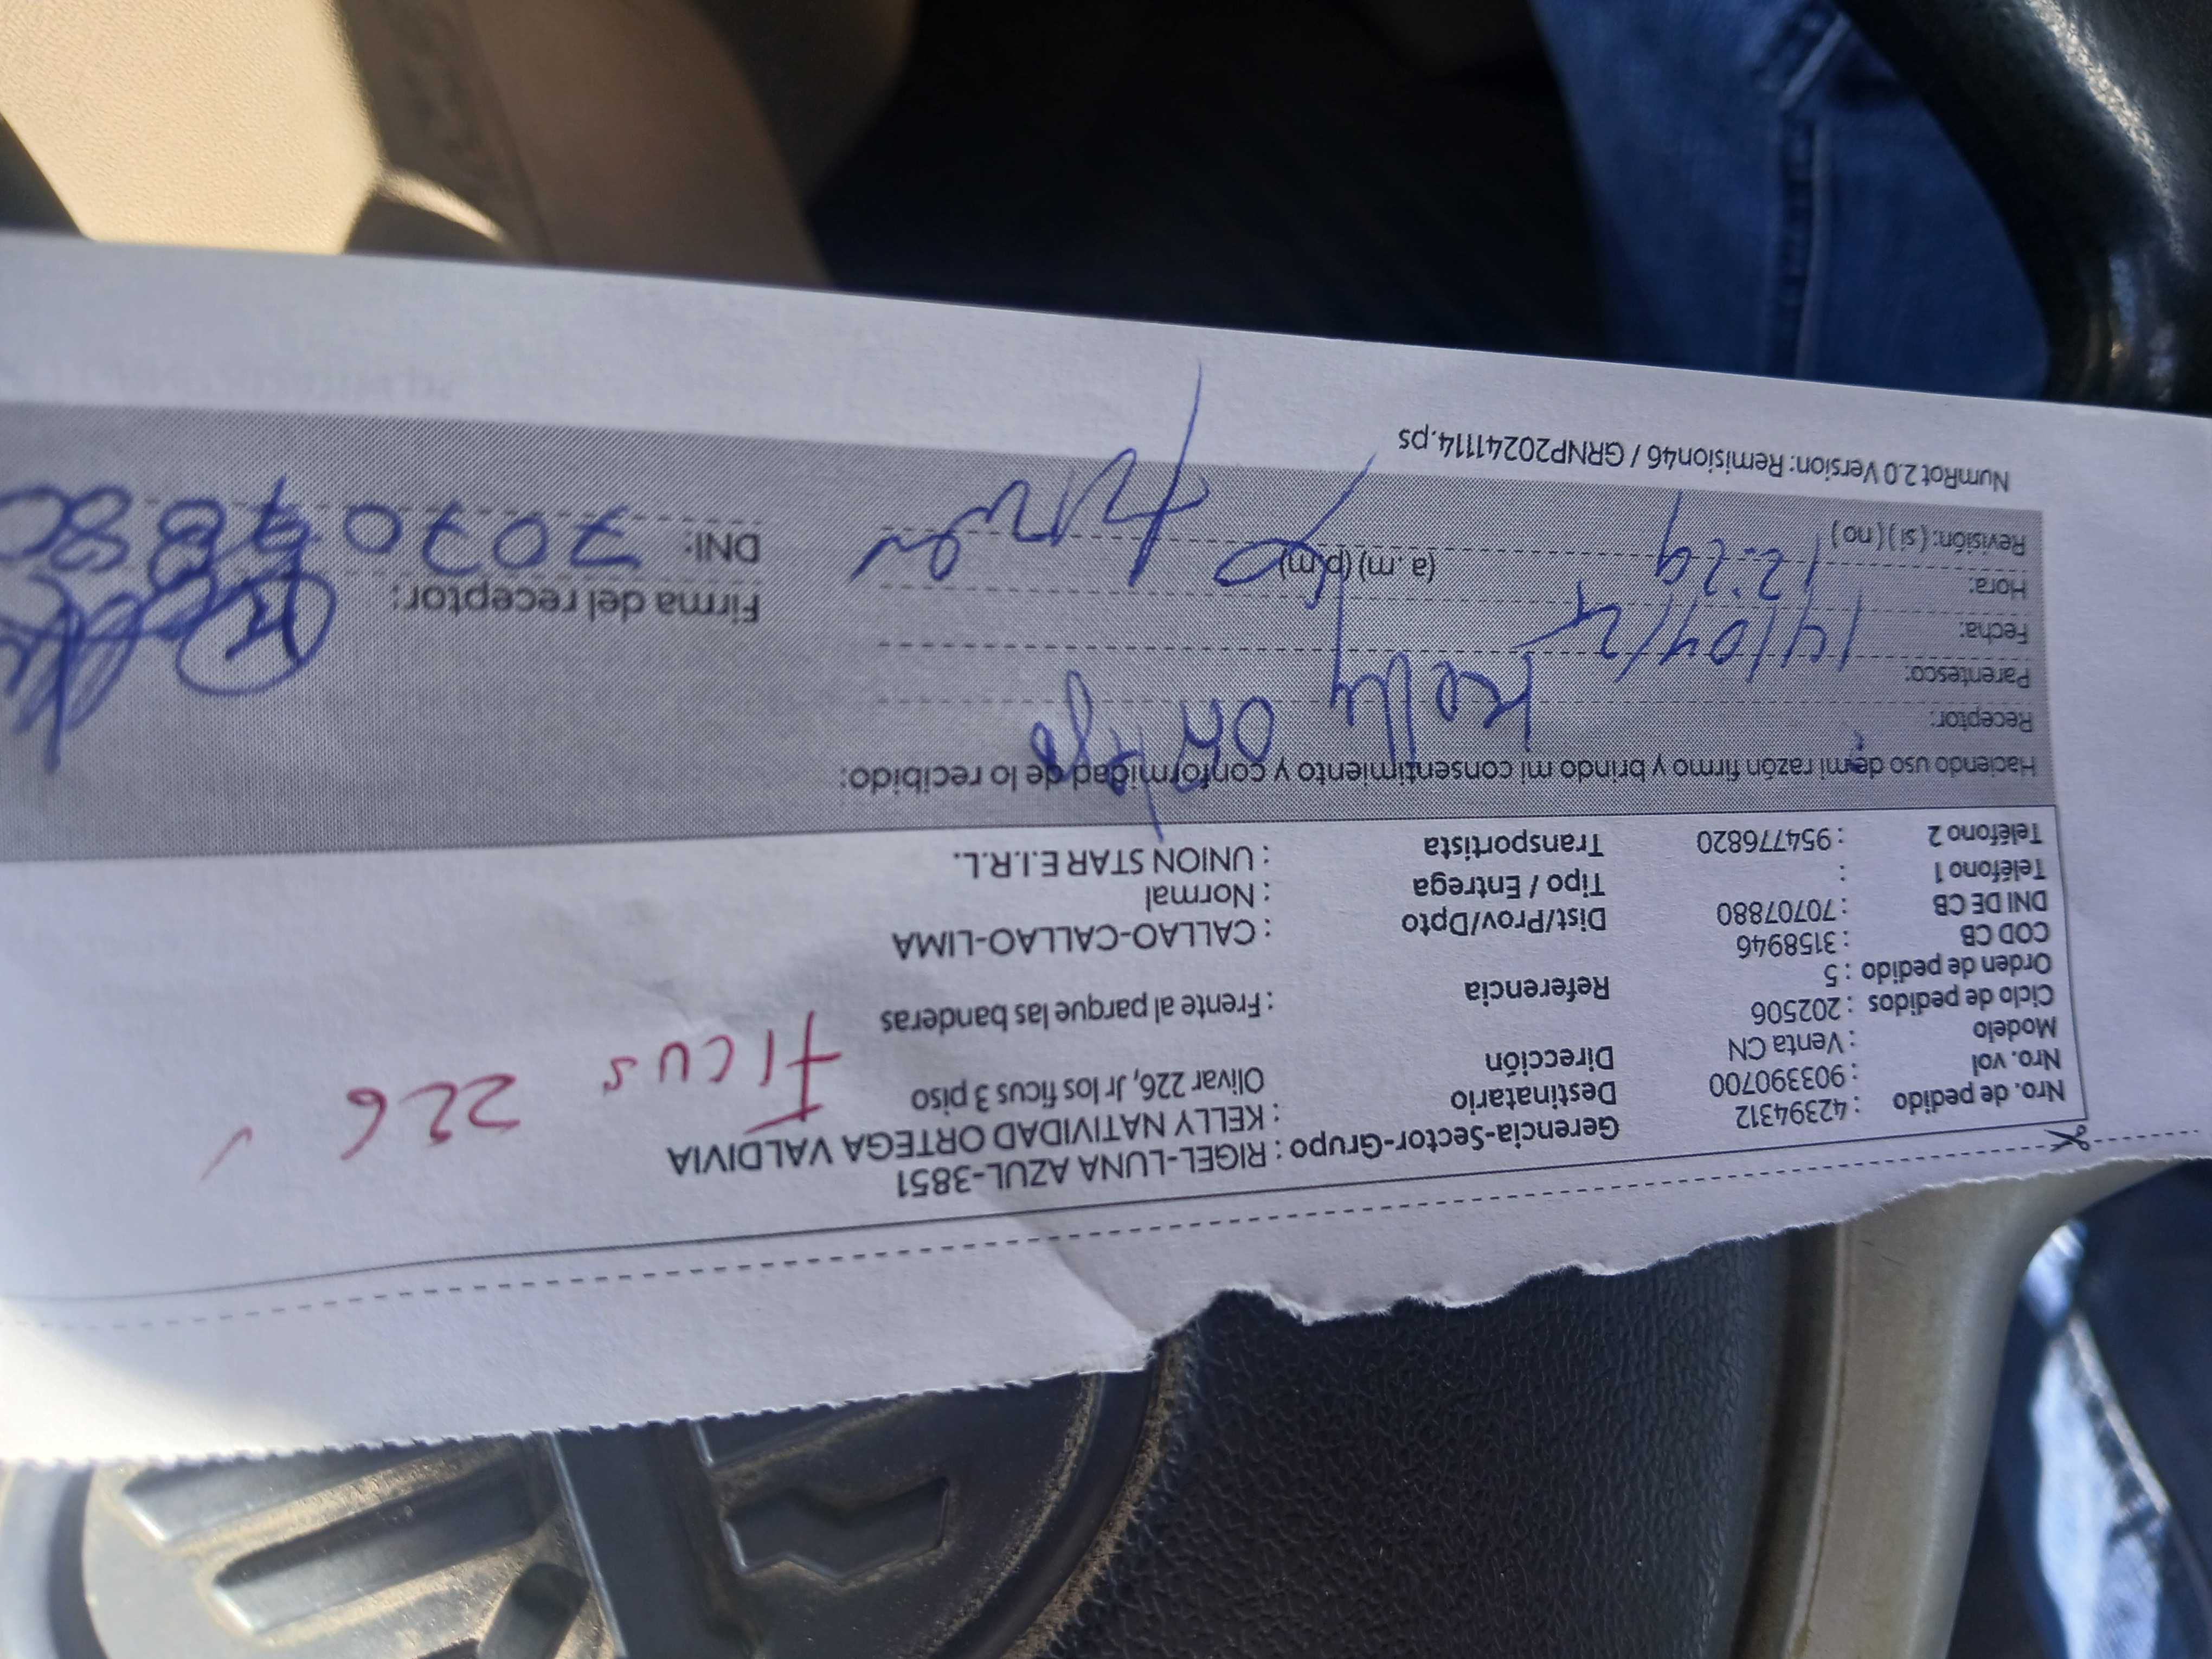 Gerencia-Sector-Grupo : RIGEL-LUNA AZUL-3851
Nro. de pedido : 42394312 Destinatario : KELLY NATIVIDAD ORTEGA VALDIVIA
Nro. vol : 903390700 Dirección Olivar 226, Jr los ficus 3 piso
Ficus 226
Modelo : Venta CN
Ciclo de pedidos : 202506 Referencia : Frente al parque las banderas
Orden de pedido : 5
COD CB : 3158946 Dist/Prov/Dpto : CALLAO-CALLAO-LIMA
DNI DE CB : 70707880 Tipo / Entrega : Normal
Teléfono 1 : Transportista : UNION STAR E.I.R.L.
Teléfono 2 : 954776820
Haciendo uso de mi razón firmo y brindo mi consentimiento y conformidad de lo recibido:
Receptor: Kelly Ortega
Parentesco:
Fecha: 14/04/2 Firma del receptor:
Hora: 12:29 (a.m) (p.m) DNI:
Revisión: (si) (no)
NumRot 2.0 Version: Remision46 / GRNP20241114.ps